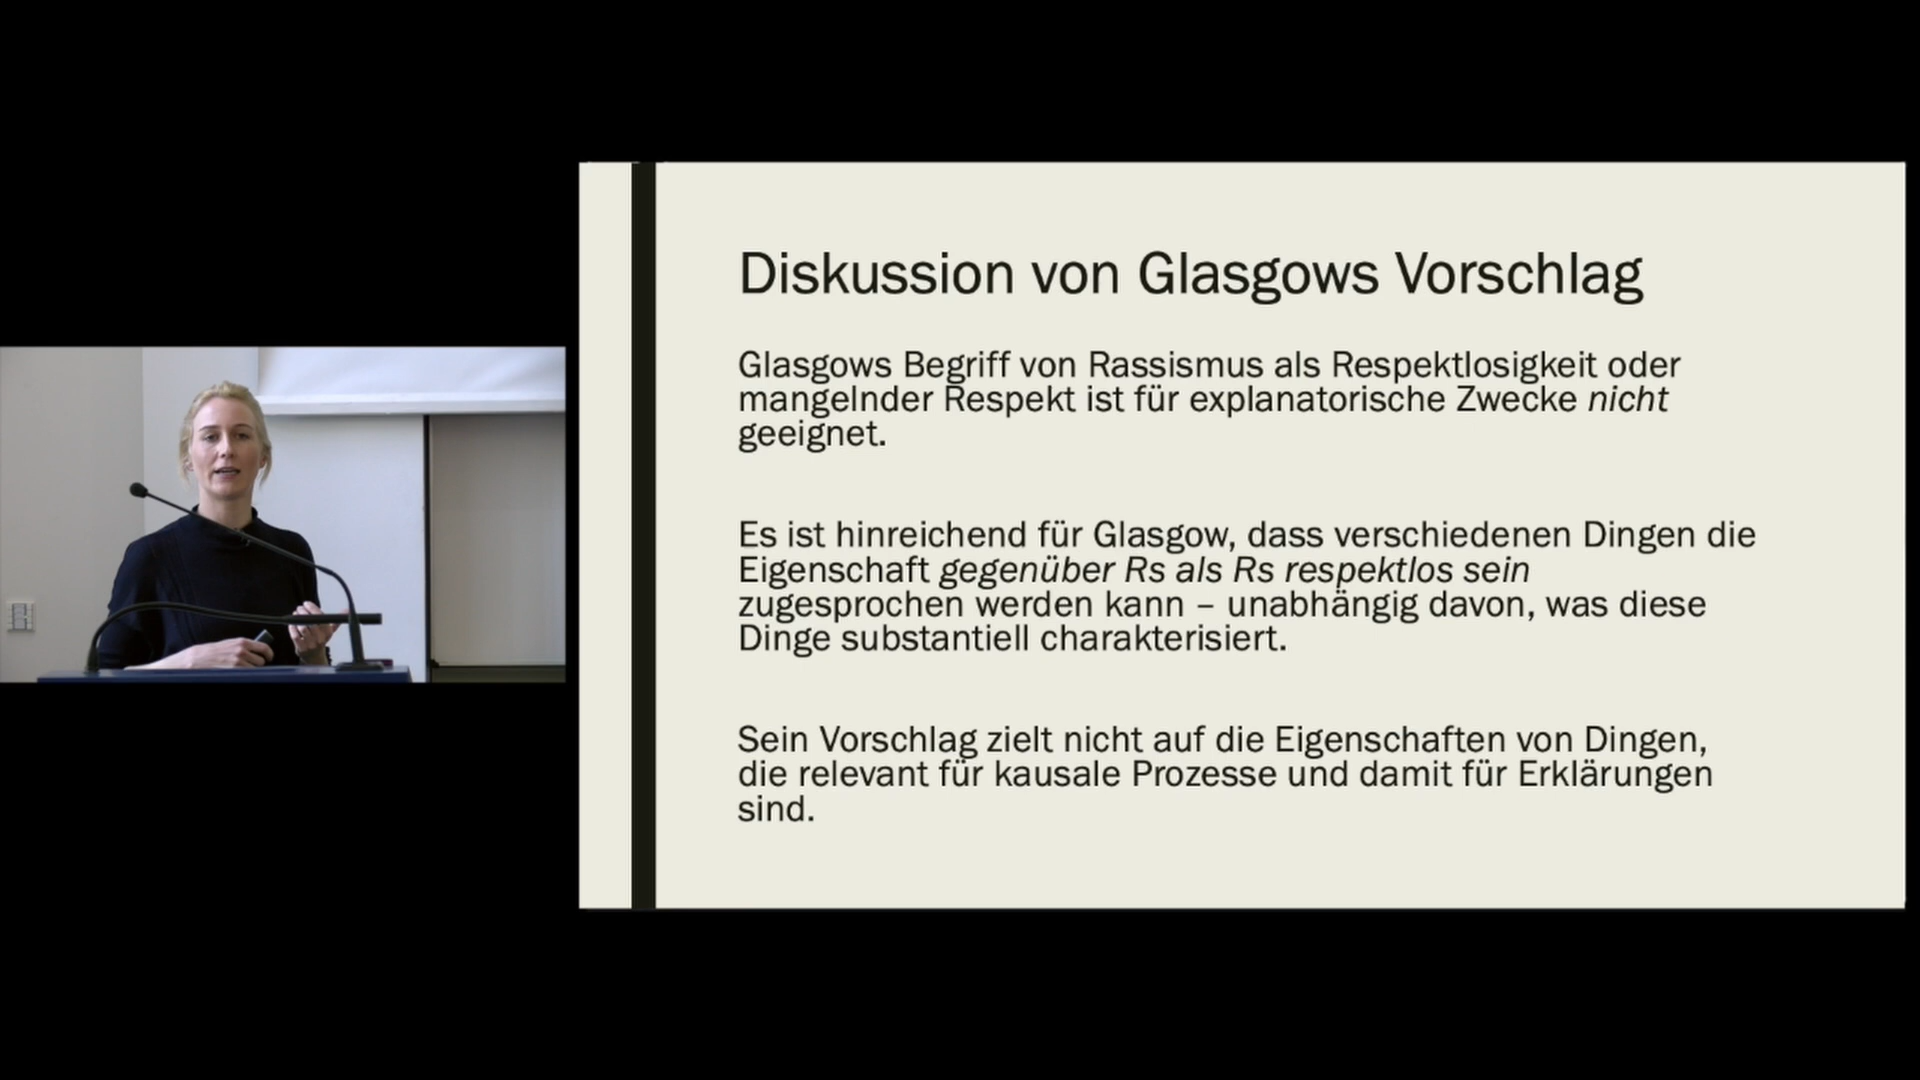 Diskussion von Glasgows Vorschlag
Glasgows Begriff von Rassismus als Respektlosigkeit oder
mangelnder Respekt ist für explanatorische Zwecke nicht
geeignet.
Es ist hinreichend für Glasgow, dass verschiedenen Dingen die
Eigenschaft gegenüber Rs als Rs respektlos sein
zugesprochen werden kann – unabhängig davon, was diese
Dinge substantiell charakterisiert.
Sein Vorschlag zielt nicht auf die Eigenschaften von Dingen,
die relevant für kausale Prozesse und damit für Erklärungen
sind.